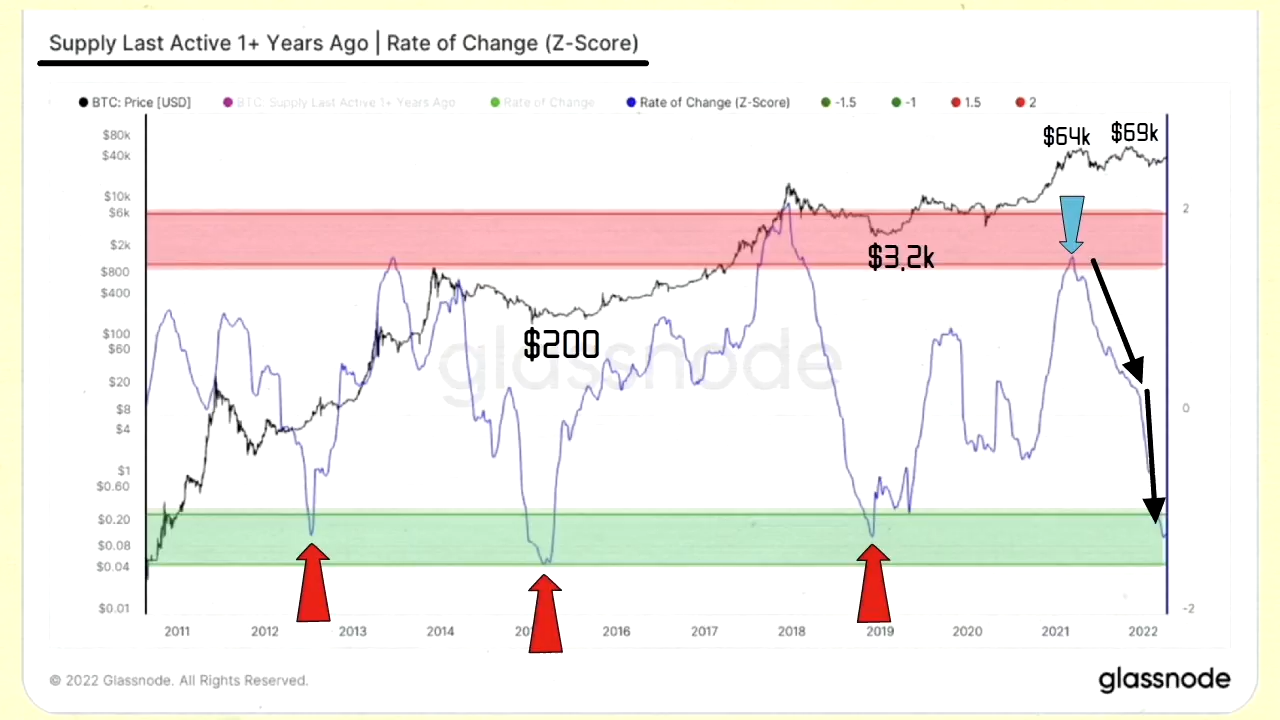 Supply Last Active 1+ Years Ago | Rate of Change (Z-Score)
BTC: Price [USD] BTC: Supply Last Active 1+ Years Ago Rate of Change Rate of Change (Z-Score) -1.5 -1 1.5 2
$64k $69k
$80k
$40k
$10k
$6k
2
$2k
$3,2k
$800
$400
$100
$200
$60
glassnode
$20
$8
0
$4
$1
$0.60
$0.20
$0.08
$0.04
$0.01
-2
2011 2012 2013 2014 2016 2017 2018 2019 2020 2021 2022
© 2022 Glassnode. All Rights Reserved.
glassnode